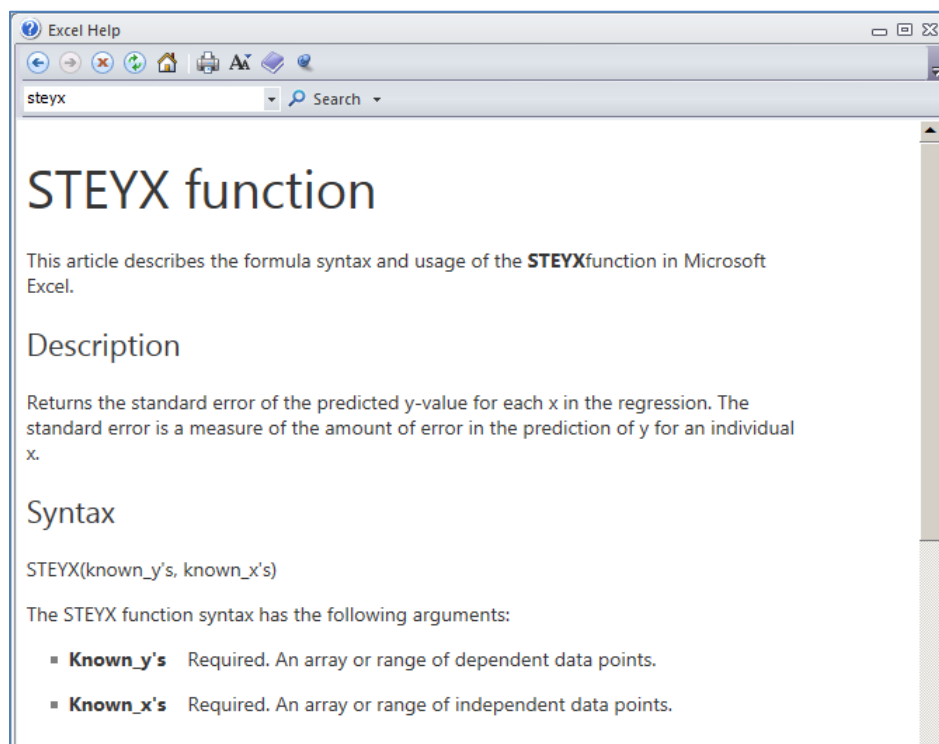 Excel Help
steyx
Search
STEYX function
This article describes the formula syntax and usage of the STEYXfunction in Microsoft
Excel.
Description
Returns the standard error of the predicted y-value for each x in the regression. The
standard error is a measure of the amount of error in the prediction of y for an individual
x.
Syntax
STEYX(known_y's, known_x's)
The STEYX function syntax has the following arguments:
Known_y's Required. An array or range of dependent data points.
Known_x's Required. An array or range of independent data points.